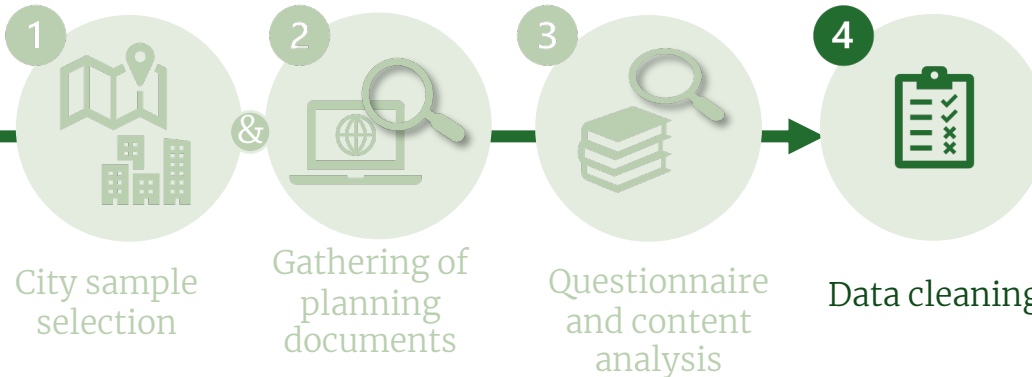 1
City sample
selection
&
2
Gathering of
planning
documents
3
Questionnaire
and content
analysis
4
Data cleaning